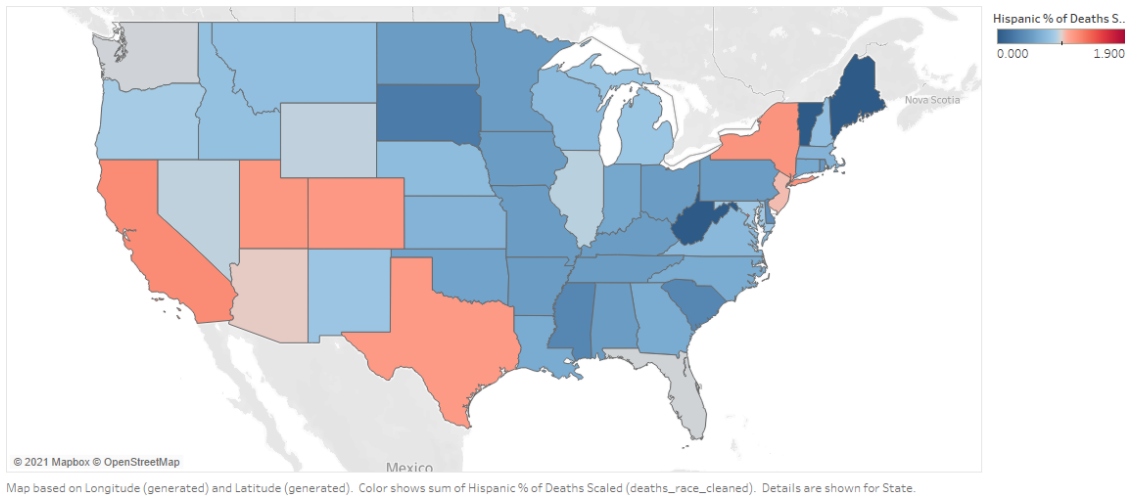 Hispanic % of Deaths S..
0.000 1.900
Nova Scotia
© 2021 Mapbox © OpenStreetMap
Mexico
Map based on Longitude (generated) and Latitude (generated). Color shows sum of Hispanic % of Deaths Scaled (deaths_race_cleaned). Details are shown for State.